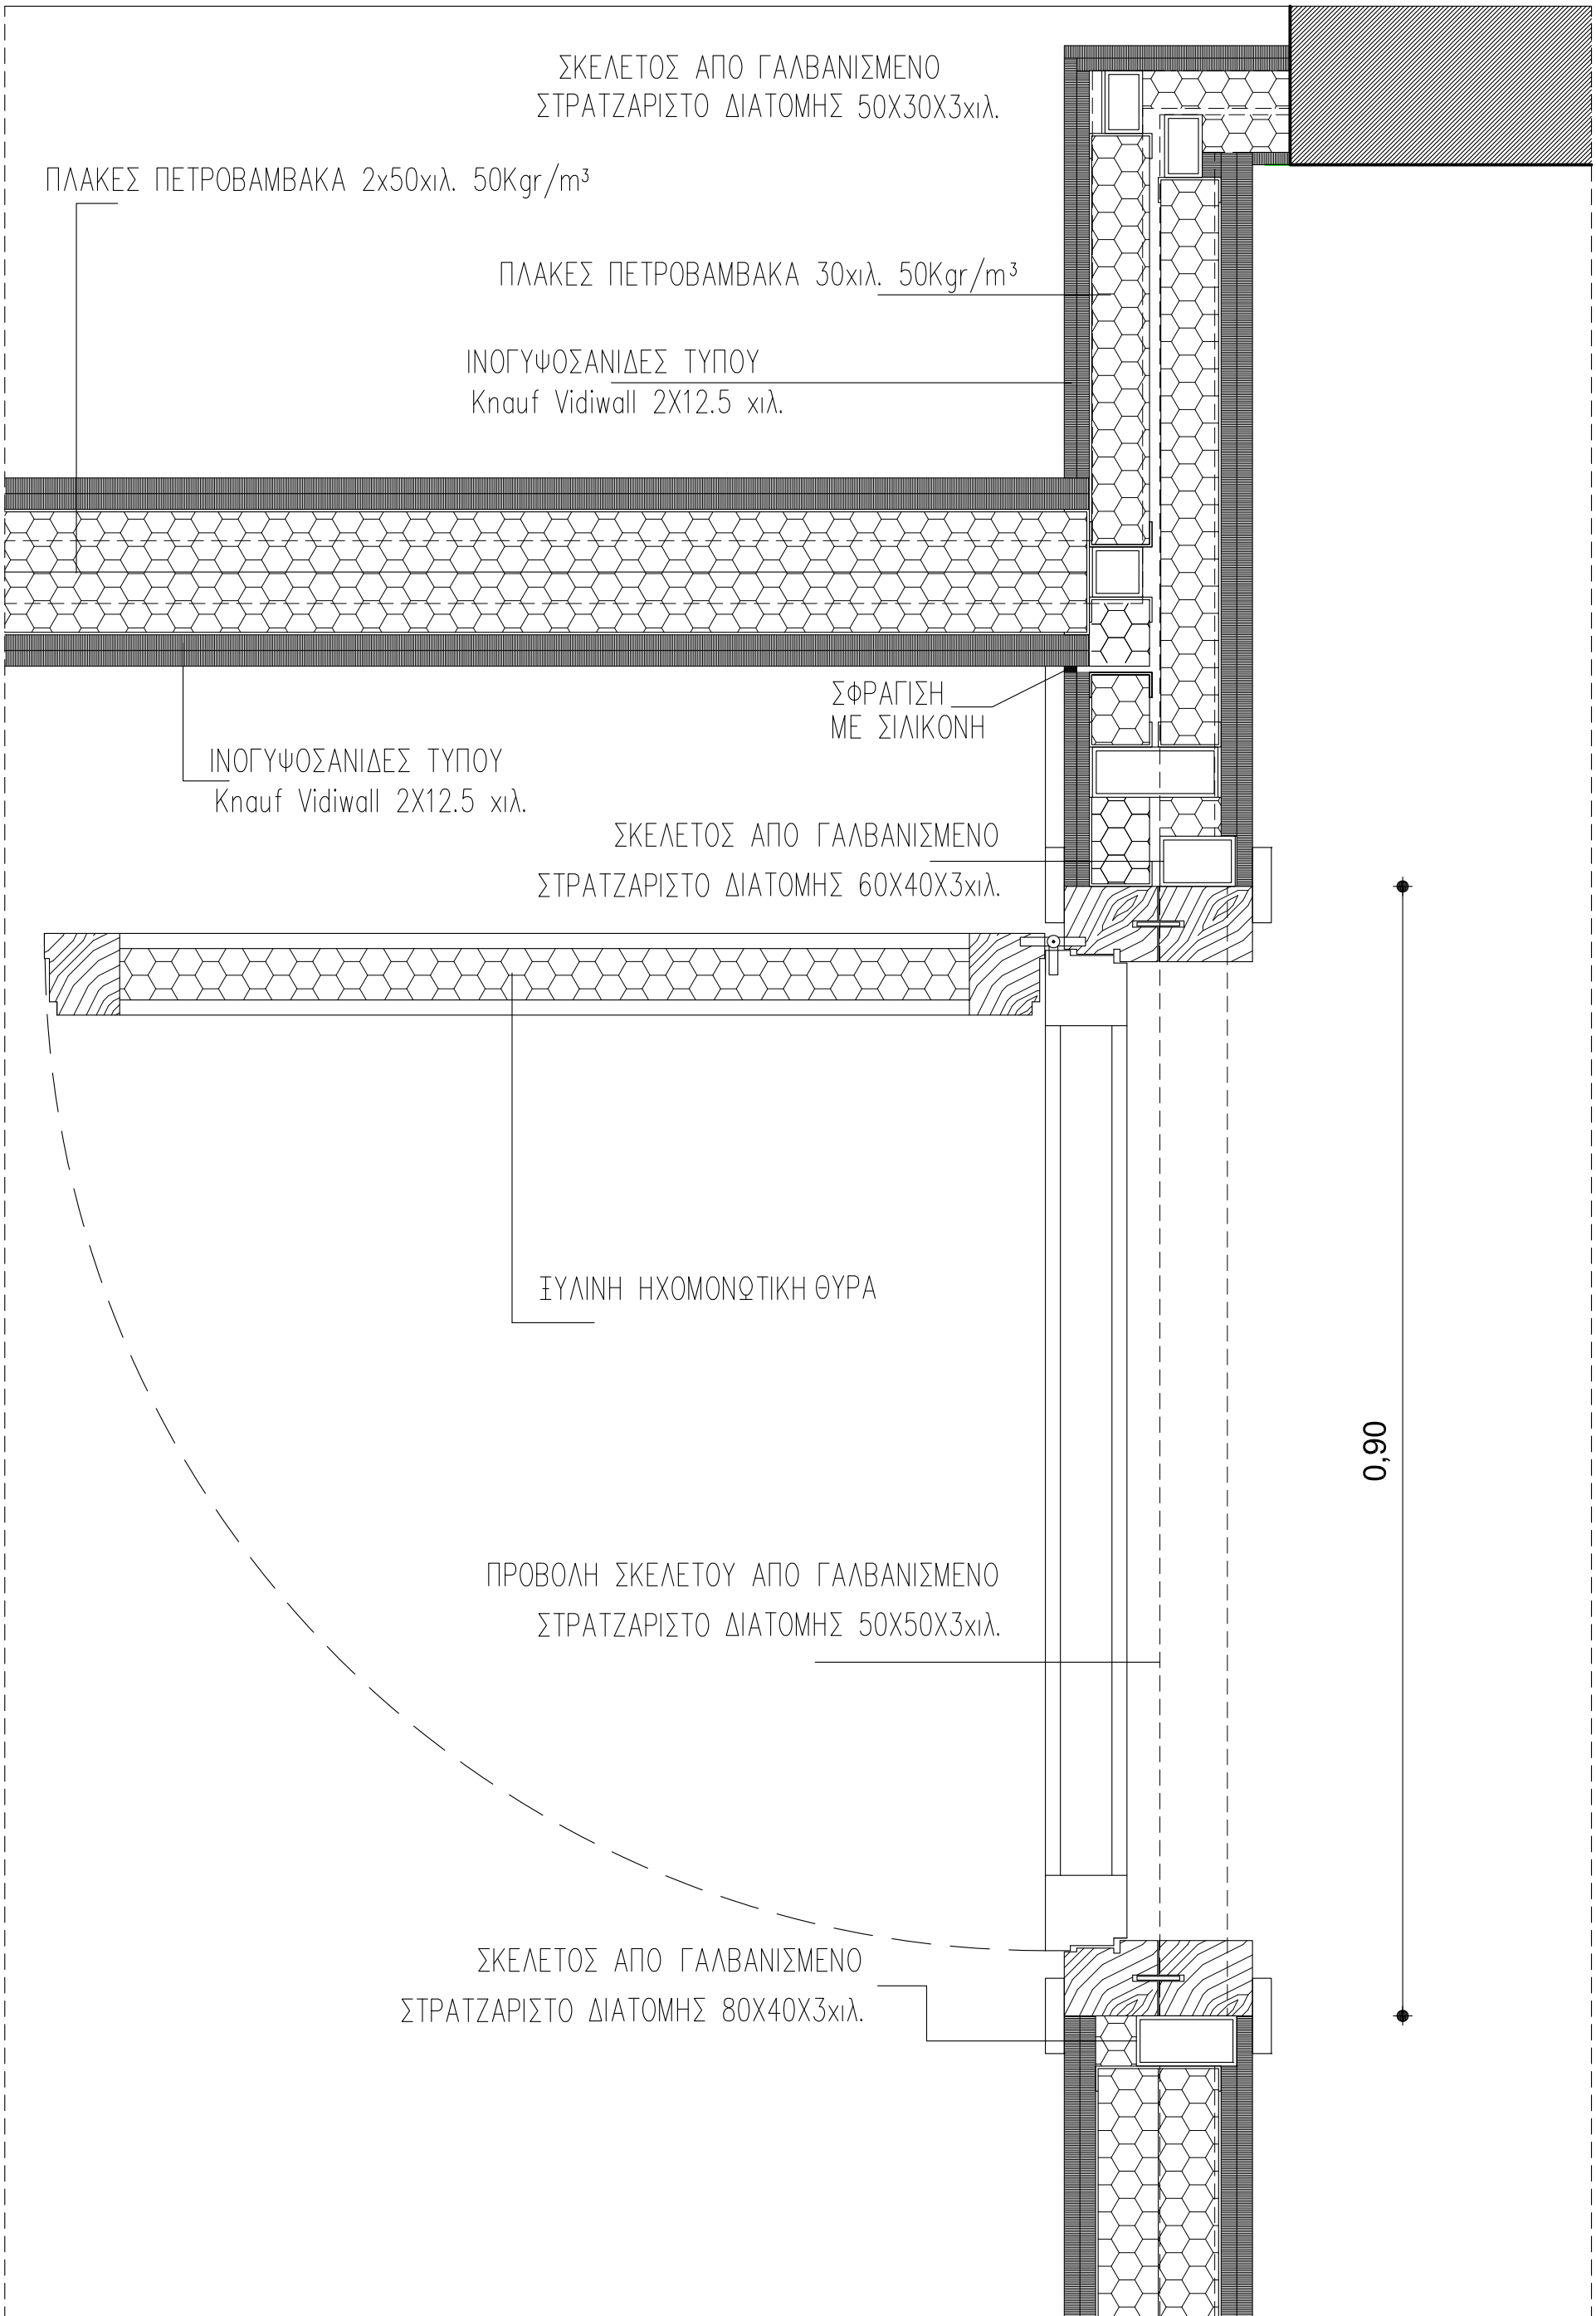 ΣΚΕΛΕΤΟΣ ΑΠΟ ΓΑΛΒΑΝΙΣΜΕΝΟ
ΣΤΡΑΤΖΑΡΙΣΤΟ ΔΙΑΤΟΜΗΣ 50Χ30Χ3χιλ.
ΠΛΑΚΕΣ ΠΕΤΡΟΒΑΜΒΑΚΑ 2x50χιλ. 50Kgr/m³
ΠΛΑΚΕΣ ΠΕΤΡΟΒΑΜΒΑΚΑ 30χιλ. 50Kgr/m³
ΙΝΟΓΥΨΟΣΑΝΙΔΕΣ ΤΥΠΟΥ
Knauf Vidiwall 2X12.5 χιλ.
ΣΦΡΑΓΙΣΗ
ΜΕ ΣΙΛΙΚΟΝΗ
ΙΝΟΓΥΨΟΣΑΝΙΔΕΣ ΤΥΠΟΥ
Knauf Vidiwall 2X12.5 χιλ.
ΣΚΕΛΕΤΟΣ ΑΠΟ ΓΑΛΒΑΝΙΣΜΕΝΟ
ΣΤΡΑΤΖΑΡΙΣΤΟ ΔΙΑΤΟΜΗΣ 60Χ40Χ3χιλ.
ΞΥΛΙΝΗ ΗΧΟΜΟΝΩΤΙΚΗ ΘΥΡΑ
0,90
ΠΡΟΒΟΛΗ ΣΚΕΛΕΤΟΥ ΑΠΟ ΓΑΛΒΑΝΙΣΜΕΝΟ
ΣΤΡΑΤΖΑΡΙΣΤΟ ΔΙΑΤΟΜΗΣ 50Χ50Χ3χιλ.
ΣΚΕΛΕΤΟΣ ΑΠΟ ΓΑΛΒΑΝΙΣΜΕΝΟ
ΣΤΡΑΤΖΑΡΙΣΤΟ ΔΙΑΤΟΜΗΣ 80Χ40Χ3χιλ.